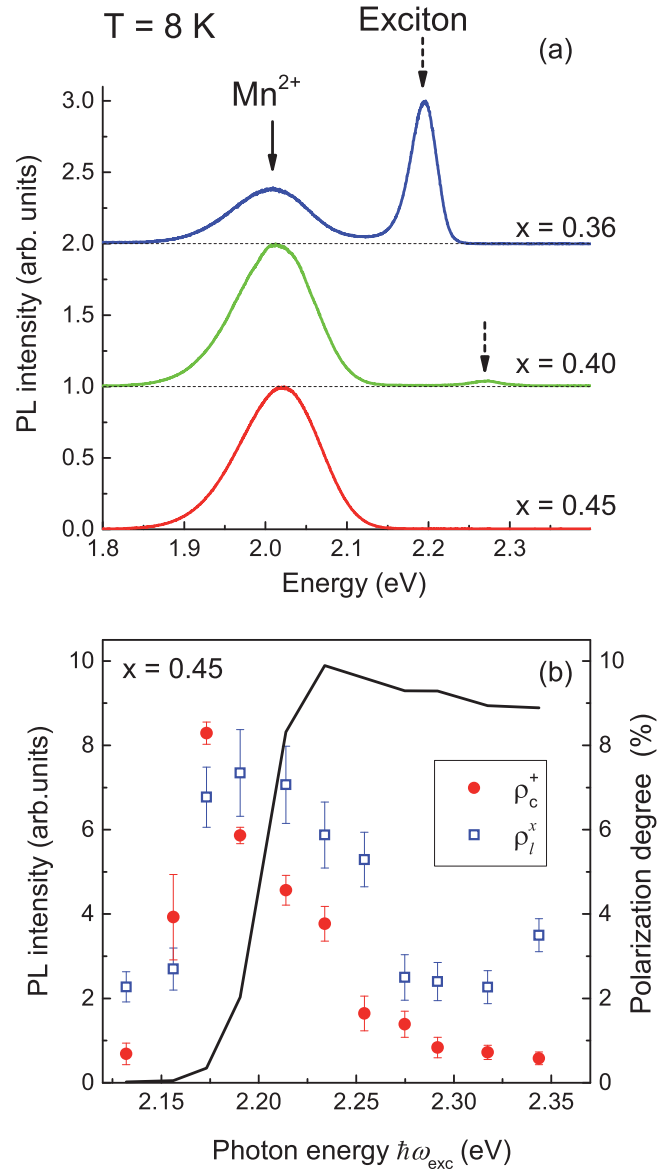 T = 8 K
Exciton
(a)
Mn²⁺
3.0
2.5
2.0
1.5
1.0
0.5
0.0
PL intensity (arb. units)
x = 0.36
x = 0.40
x = 0.45
1.8 1.9 2.0 2.1 2.2 2.3
Energy (eV)
x = 0.45
(b)
10
8
6
4
2
0
PL intensity (arb.units)
10
8
6
4
2
0
Polarization degree (%)
ρ_c^+
ρ_l^x
2.15 2.20 2.25 2.30 2.35
Photon energy ℏω_exc (eV)